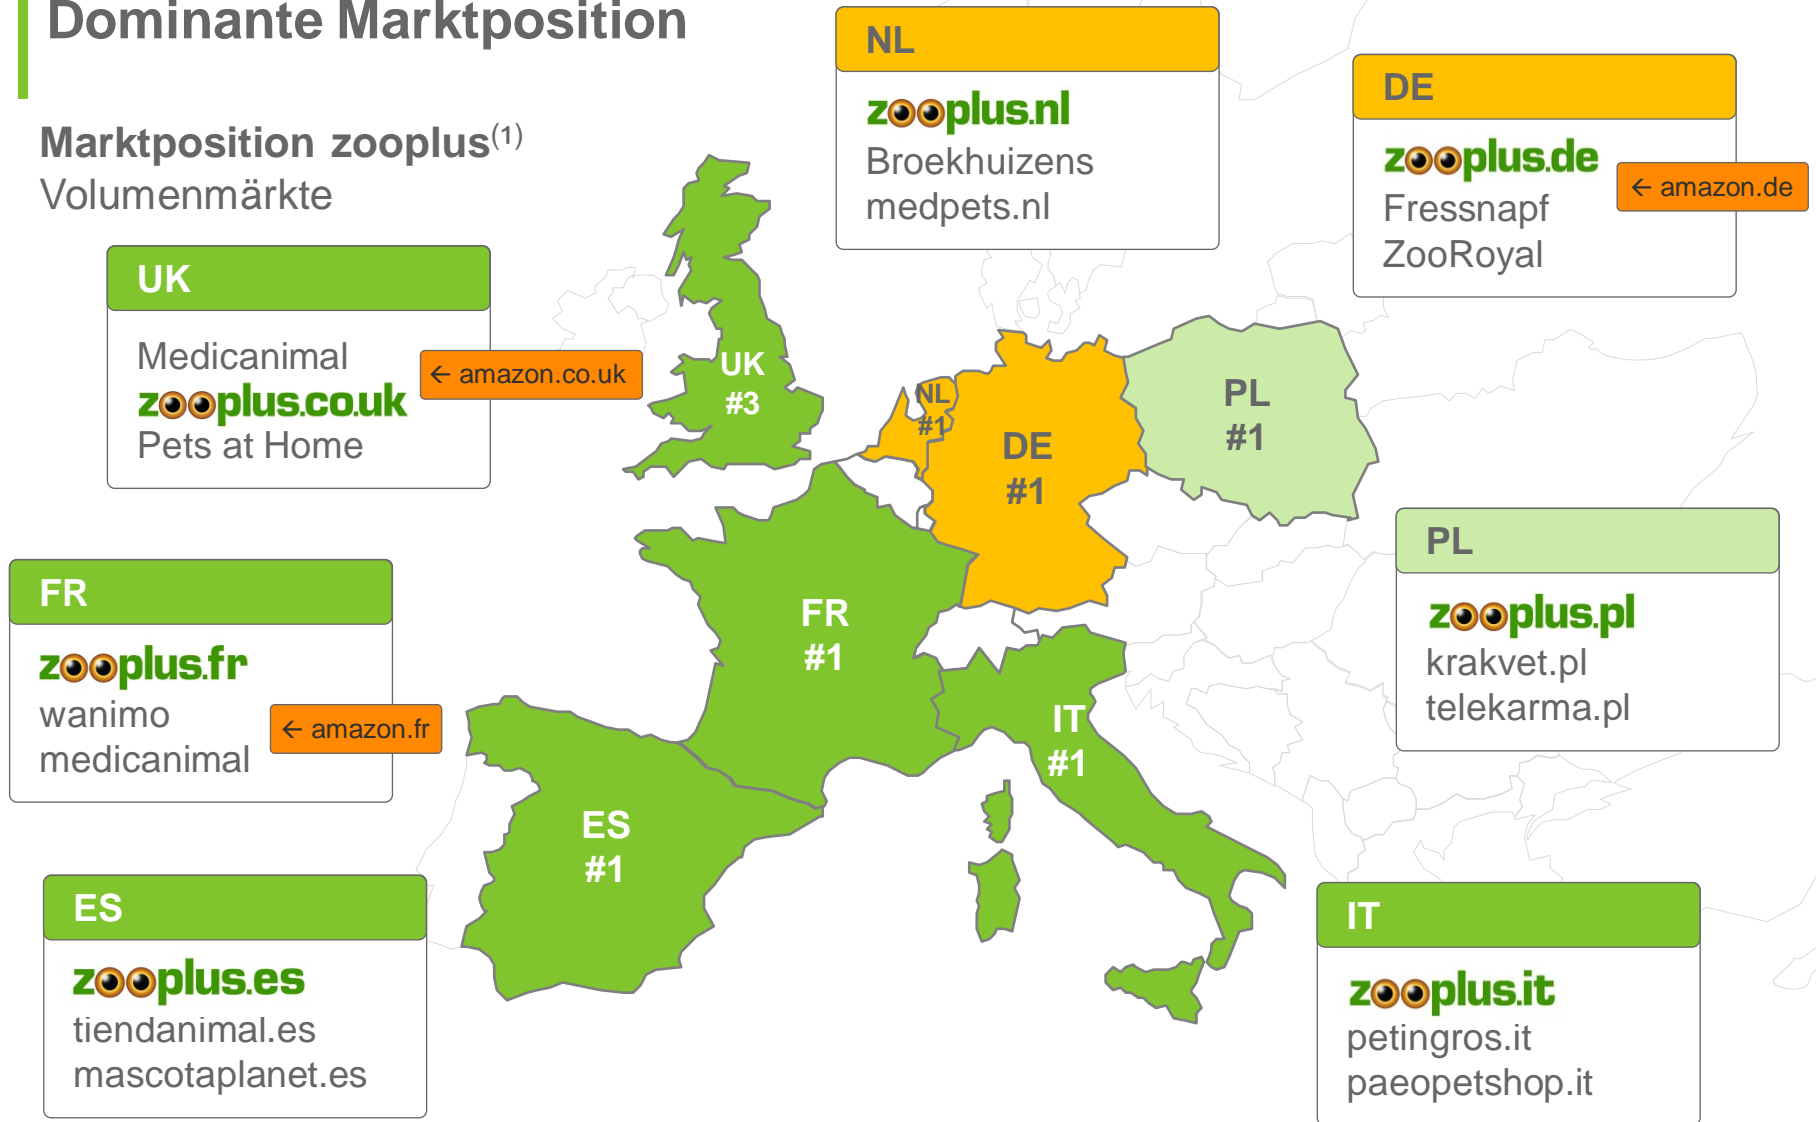 Dominante Marktposition
Marktposition zooplus(1)
Volumenmärkte
NL
zooplus.nl
Broekhuizens
medpets.nl
DE
zooplus.de
Fressnapf
ZooRoyal
← amazon.de
UK
Medicanimal
zooplus.co.uk
Pets at Home
← amazon.co.uk
UK
#3
NL
#1
DE
#1
PL
#1
FR
zooplus.fr
wanimo
medicanimal
← amazon.fr
FR
#1
PL
zooplus.pl
krakvet.pl
telekarma.pl
IT
#1
ES
#1
ES
zooplus.es
tiendanimal.es
mascotaplanet.es
IT
zooplus.it
petingros.it
paeopetshop.it